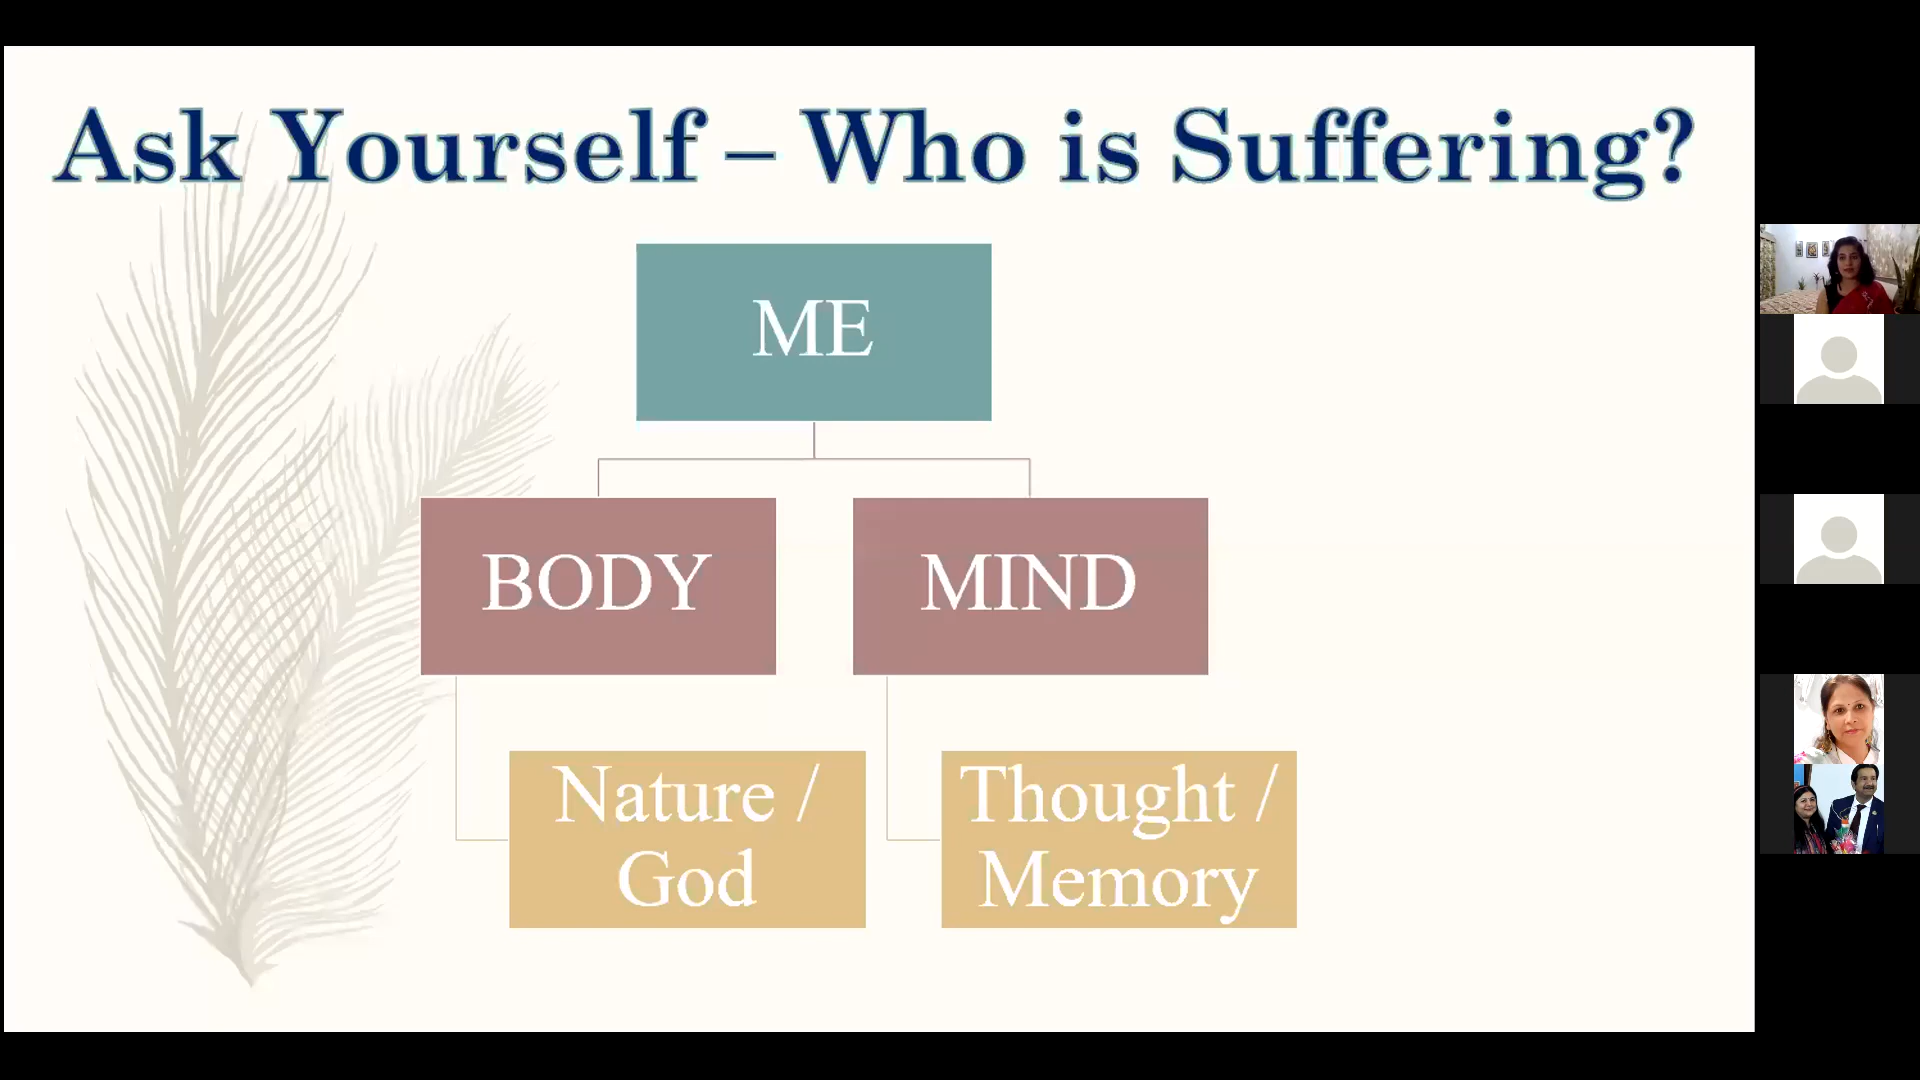 Ask Yourself – Who is Suffering?
ME
BODY
MIND
Nature /
God
Thought /
Memory